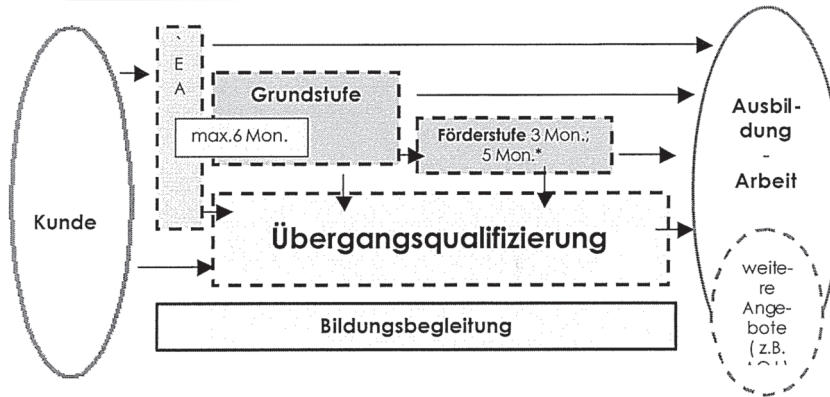 E
A
Grundstufe
max.6 Mon.
Förderstufe 3 Mon.;
5 Mon.*
Kunde
Übergangsqualifizierung
Bildungsbegleitung
Ausbil-
dung
-
Arbeit
weite-
re
Ange-
bote
( z.B.